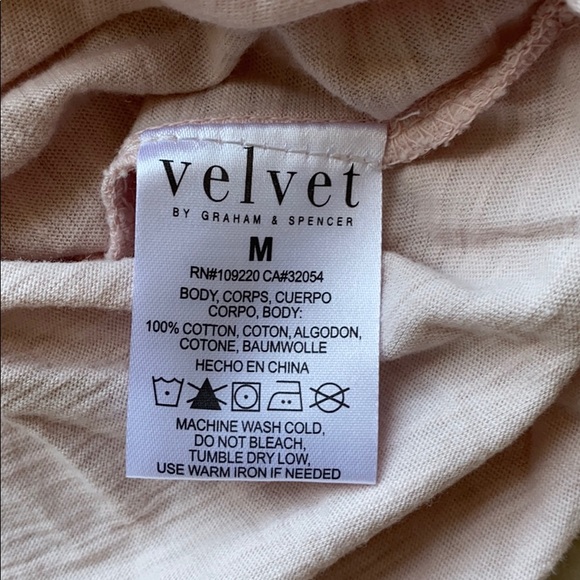 velvet
BY GRAHAM & SPENCER
M
RN#109220 CA#32054
BODY, CORPS, CUERPO
CORPO, BODY:
100% COTTON, COTON, ALGODON,
COTONE, BAUMWOLLE
HECHO EN CHINA
MACHINE WASH COLD,
DO NOT BLEACH,
TUMBLE DRY LOW,
USE WARM IRON IF NEEDED